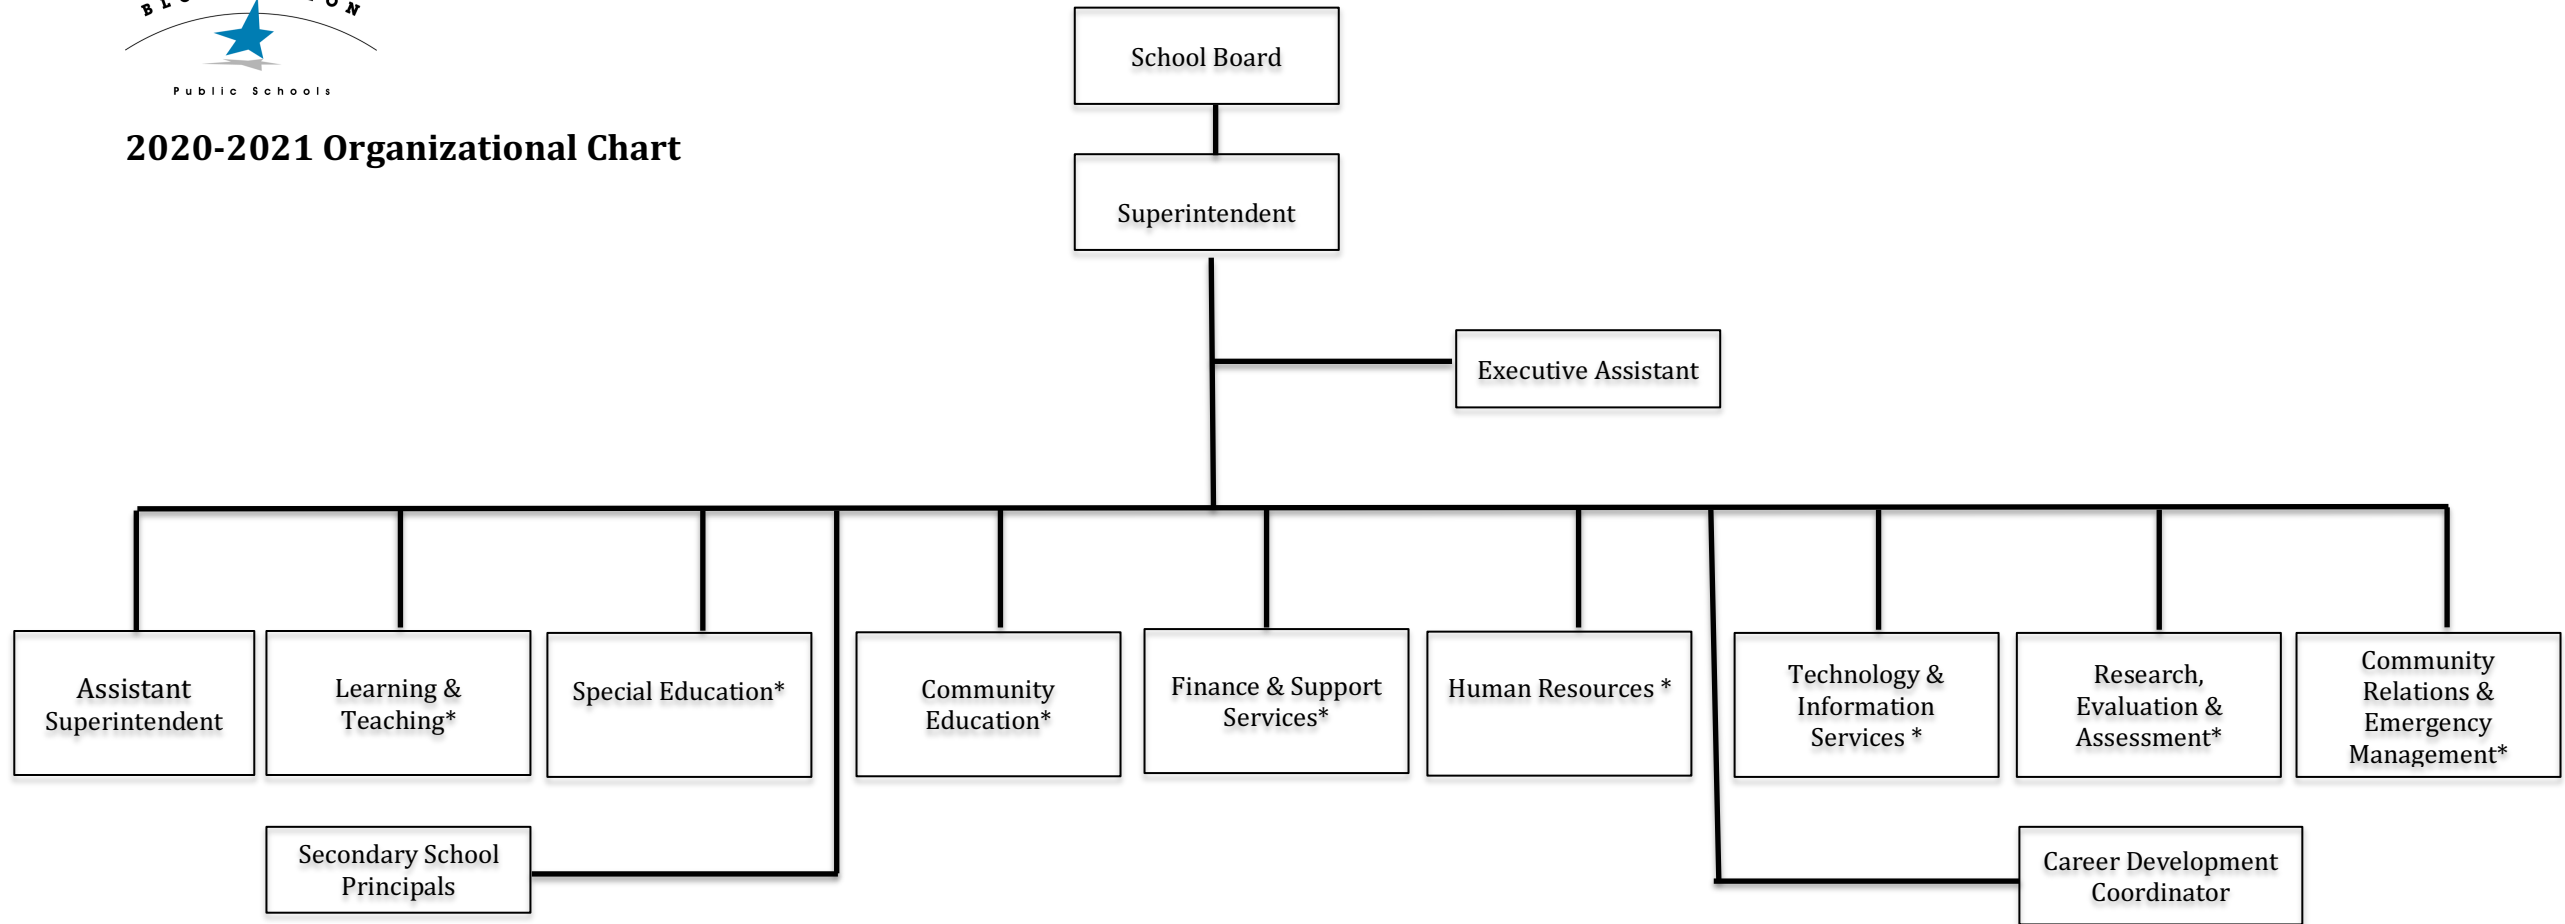 Public Schools
2020-2021 Organizational Chart
School Board
Superintendent
Executive Assistant
Assistant
Superintendent
Learning &
Teaching*
Special Education*
Community
Education*
Finance & Support
Services*
Human Resources *
Technology &
Information
Services *
Research,
Evaluation &
Assessment*
Community
Relations &
Emergency
Management*
Secondary School
Principals
Career Development
Coordinator